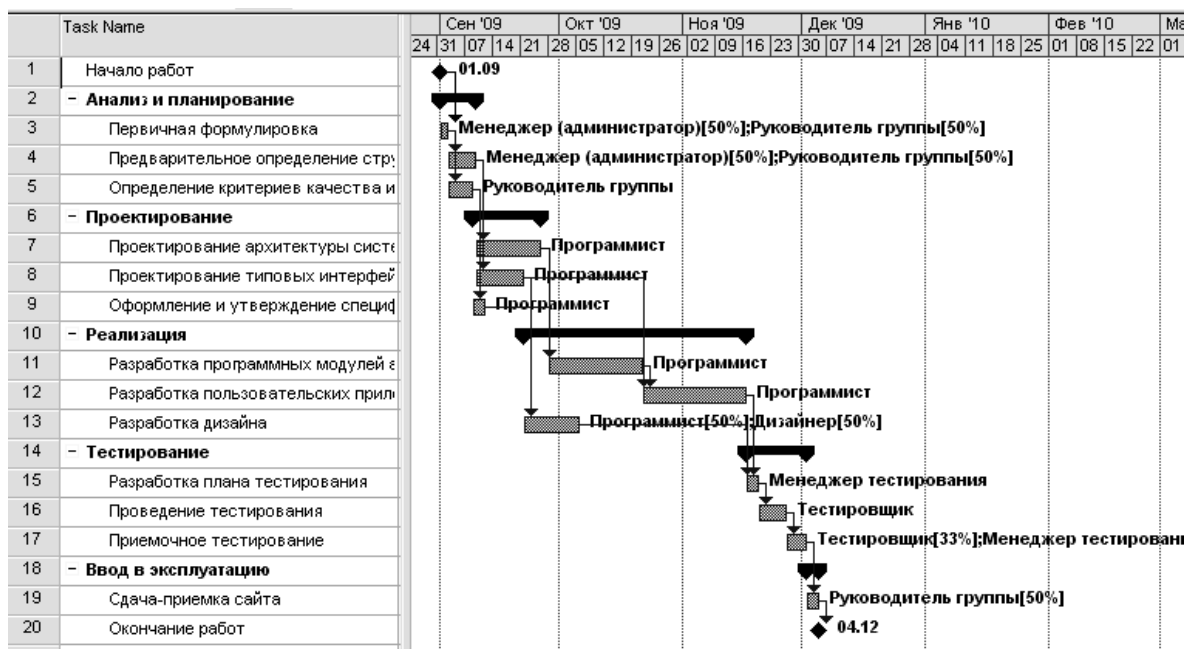 Task Name
Сен '09 Окт '09 Ноя '09 Дек '09 Янв '10 Фев '10
24 31 07 14 21 28 05 12 19 26 02 09 16 23 30 07 14 21 28 04 11 18 25 01 08 15 22 01
1 Начало работ 01.09
2 − Анализ и планирование
3 Первичная формулировка Менеджер (администратор)[50%];Руководитель группы[50%]
4 Предварительное определение стру Менеджер (администратор)[50%];Руководитель группы[50%]
5 Определение критериев качества и Руководитель группы
6 − Проектирование
7 Проектирование архитектуры систе Программист
8 Проектирование типовых интерфей Программист
9 Оформление и утверждение специф Программист
10 − Реализация
11 Разработка программных модулей Программист
12 Разработка пользовательских прил Программист
13 Разработка дизайна Программист[50%];Дизайнер[50%]
14 − Тестирование
15 Разработка плана тестирования Менеджер тестирования
16 Проведение тестирования Тестировщик
17 Приемочное тестирование Тестировщик[33%];Менеджер тестировани
18 − Ввод в эксплуатацию
19 Сдача-приемка сайта Руководитель группы[50%]
20 Окончание работ 04.12